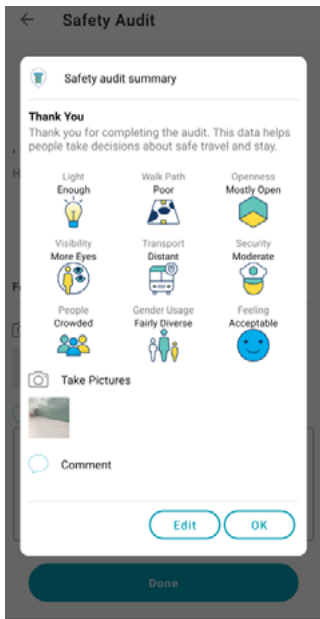 Safety Audit
Safety audit summary
Thank You
Thank you for completing the audit. This data helps
people take decisions about safe travel and stay.
Light Walk Path Openness
Enough Poor Mostly Open
Visibility Transport Security
More Eyes Distant Moderate
People Gender Usage Feeling
Crowded Fairly Diverse Acceptable
Take Pictures
Comment
Edit OK
Done